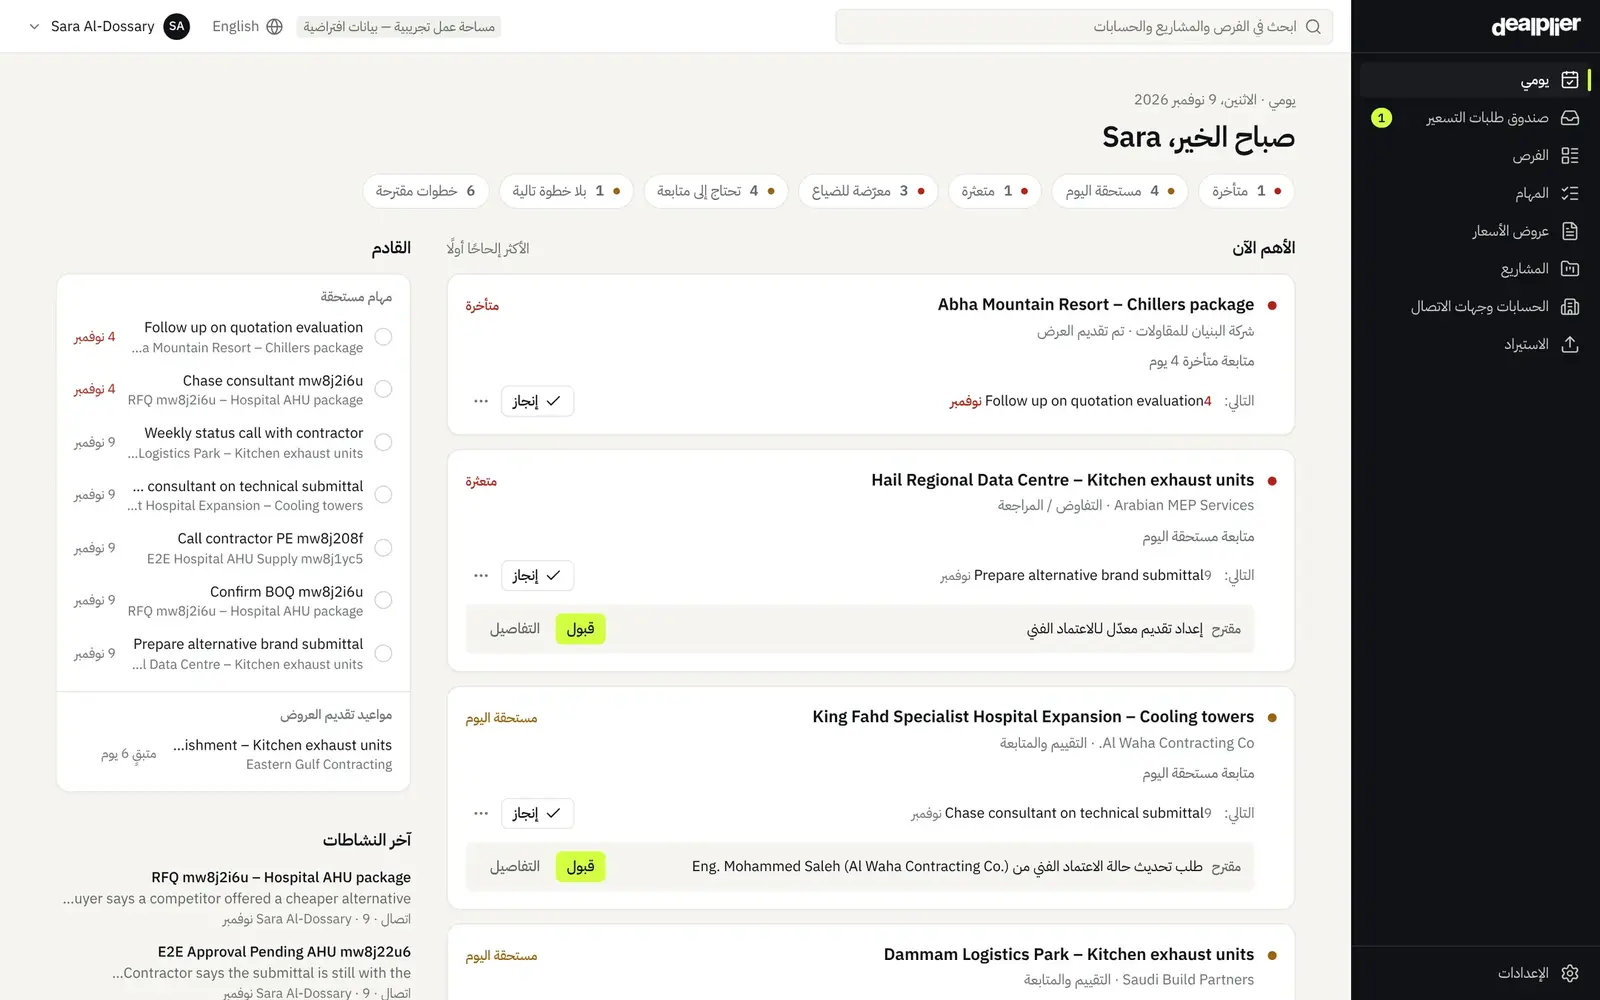 dealplier
يومي
صندوق طلبات التسعير 1
الفرص
المهام
عروض الأسعار
المشاريع
الحسابات وجهات الاتصال
الاستيراد
الإعدادات
ابحث في الفرص والمشاريع والحسابات
مساحة عمل تجريبية — بيانات افتراضية
English
SA Sara Al-Dossary
يومي · الاثنين، 9 نوفمبر 2026
صباح الخير، Sara
1 متأخرة
4 مستحقة اليوم
1 متعثرة
3 معرّضة للضياع
4 تحتاج إلى متابعة
1 بلا خطوة تالية
6 خطوات مقترحة
الأهم الآن
الأكثر إلحاحًا أولًا
Abha Mountain Resort – Chillers package
متأخرة
شركة البنيان للمقاولات · تم تقديم العرض
متابعة متأخرة 4 يوم
التالي: Follow up on quotation evaluation4 نوفمبر
إنجاز
Hail Regional Data Centre – Kitchen exhaust units
متعثرة
Arabian MEP Services · التفاوض / المراجعة
متابعة مستحقة اليوم
التالي: Prepare alternative brand submittal9 نوفمبر
إنجاز
مقترح إعداد تقديم معدّل للاعتماد الفني
قبول
التفاصيل
King Fahd Specialist Hospital Expansion – Cooling towers
مستحقة اليوم
.Al Waha Contracting Co · التقييم والمتابعة
متابعة مستحقة اليوم
التالي: Chase consultant on technical submittal9 نوفمبر
إنجاز
مقترح طلب تحديث حالة الاعتماد الفني من Eng. Mohammed Saleh (Al Waha Contracting Co.)
قبول
التفاصيل
Dammam Logistics Park – Kitchen exhaust units
مستحقة اليوم
Saudi Build Partners · التقييم والمتابعة
القادم
مهام مستحقة
Follow up on quotation evaluation
4 نوفمبر
...a Mountain Resort – Chillers package
Chase consultant mw8j2i6u
4 نوفمبر
RFQ mw8j2i6u – Hospital AHU package
Weekly status call with contractor
9 نوفمبر
...Logistics Park – Kitchen exhaust units
... consultant on technical submittal
9 نوفمبر
...t Hospital Expansion – Cooling towers
Call contractor PE mw8j208f
9 نوفمبر
E2E Hospital AHU Supply mw8j1yc5
Confirm BOQ mw8j2i6u
9 نوفمبر
RFQ mw8j2i6u – Hospital AHU package
Prepare alternative brand submittal
9 نوفمبر
...l Data Centre – Kitchen exhaust units
مواعيد تقديم العروض
...ishment – Kitchen exhaust units
متبقٍ 6 يوم
Eastern Gulf Contracting
آخر النشاطات
RFQ mw8j2i6u – Hospital AHU package
...uyer says a competitor offered a cheaper alternative
اتصال · Sara Al-Dossary · 9 نوفمبر
E2E Approval Pending AHU mw8j22u6
...Contractor says the submittal is still with the
اتصال · Sara Al-Dossary · 9 نوفمبر